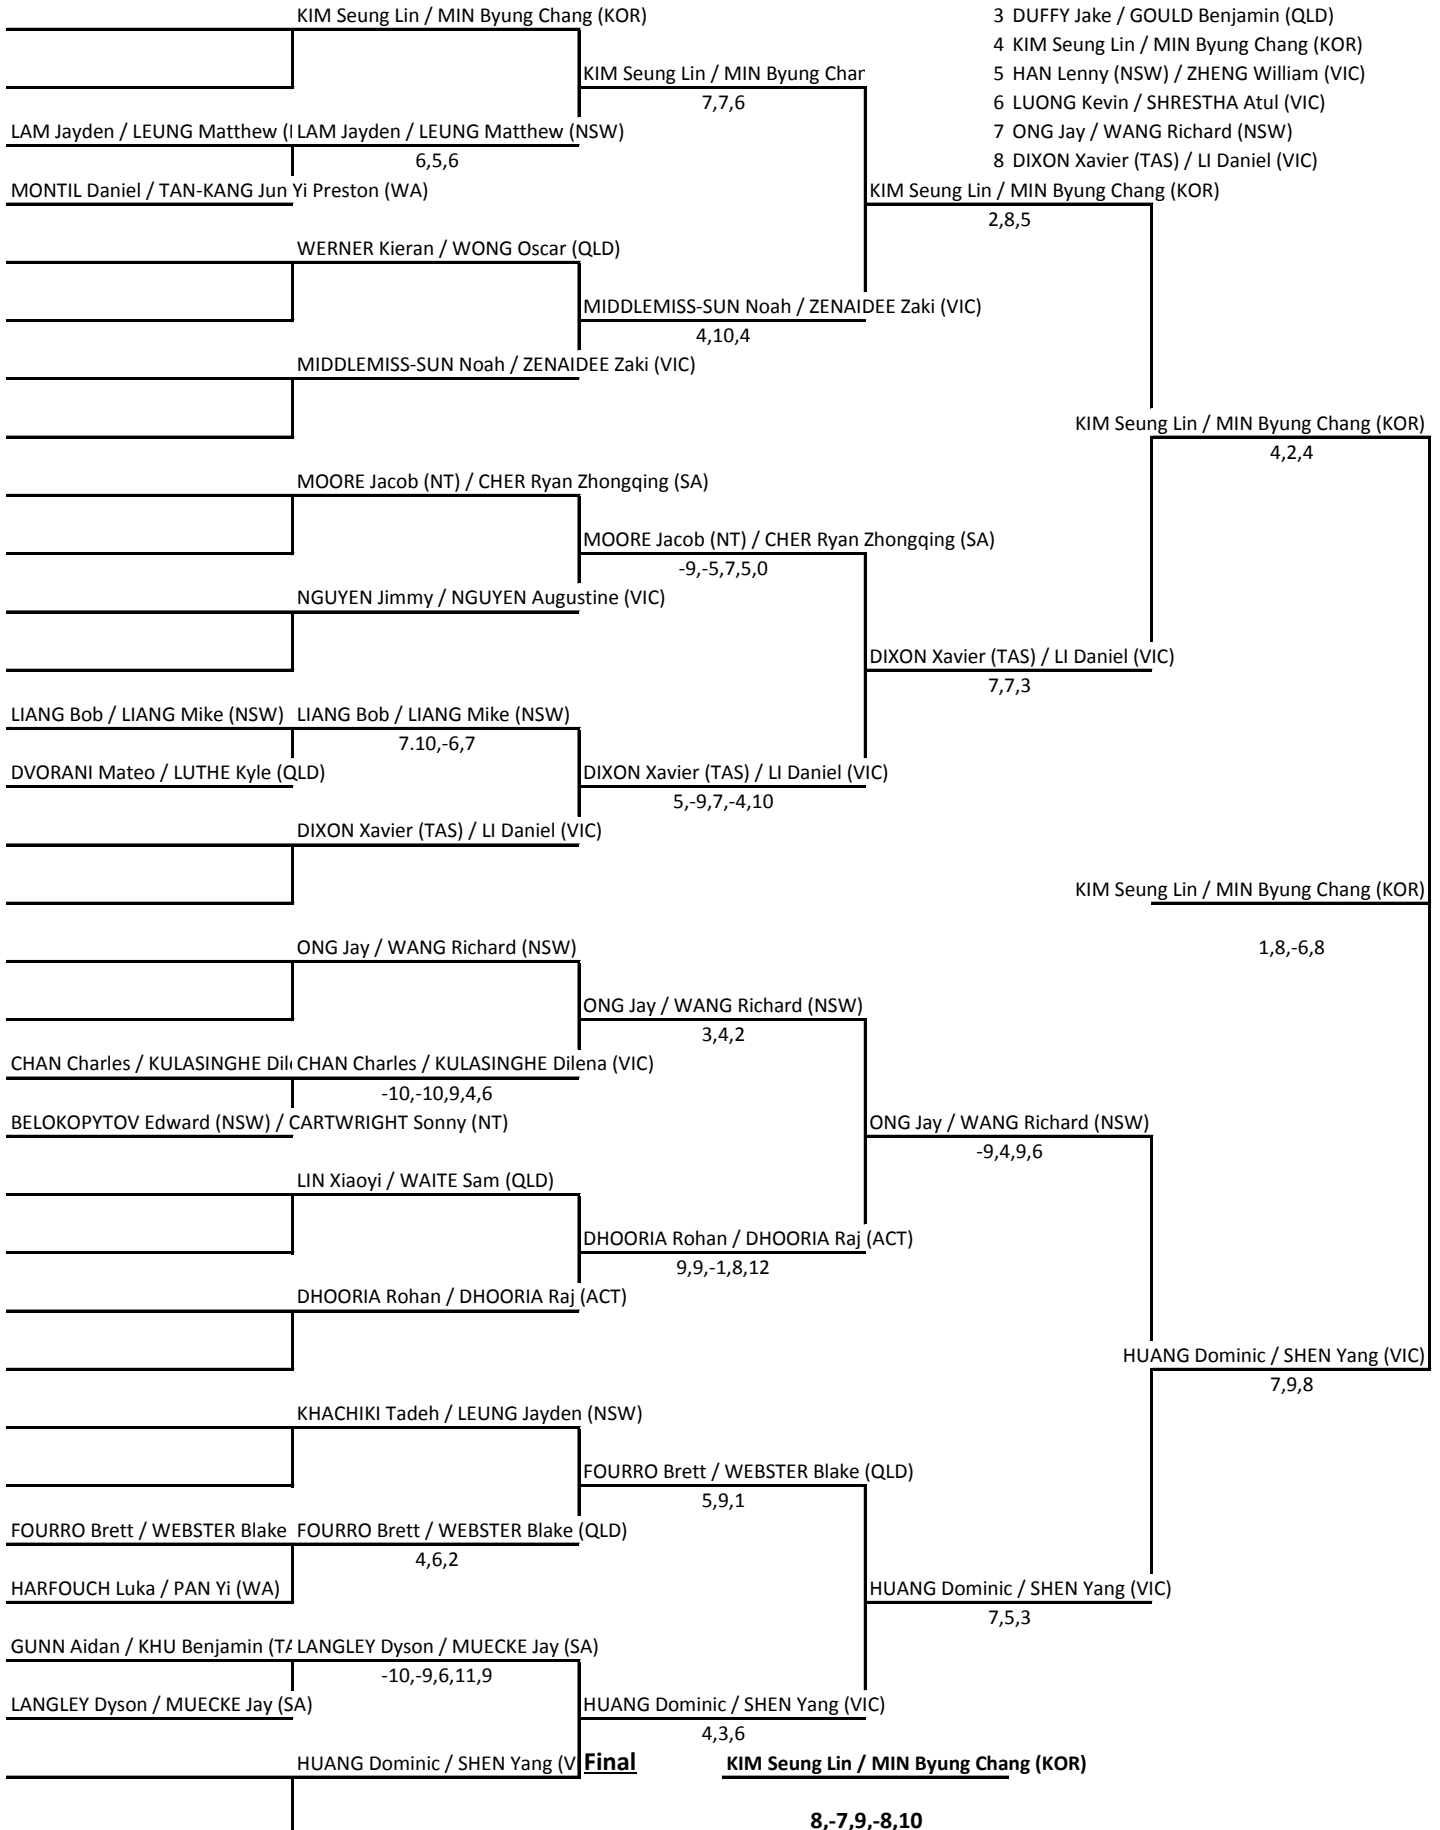 KIM Seung Lin / MIN Byung Chang (KOR)
3 DUFFY Jake / GOULD Benjamin (QLD)
4 KIM Seung Lin / MIN Byung Chang (KOR)
KIM Seung Lin / MIN Byung Chan
5 HAN Lenny (NSW) / ZHENG William (VIC)
7,7,6
6 LUONG Kevin / SHRESTHA Atul (VIC)
LAM Jayden / LEUNG Matthew (
LAM Jayden / LEUNG Matthew (NSW)
7 ONG Jay / WANG Richard (NSW)
6,5,6
8 DIXON Xavier (TAS) / LI Daniel (VIC)
MONTIL Daniel / TAN-KANG Jun Yi Preston (WA)
KIM Seung Lin / MIN Byung Chang (KOR)
2,8,5
WERNER Kieran / WONG Oscar (QLD)
MIDDLEMISS-SUN Noah / ZENAIDEE Zaki (VIC)
4,10,4
MIDDLEMISS-SUN Noah / ZENAIDEE Zaki (VIC)
KIM Seung Lin / MIN Byung Chang (KOR)
4,2,4
MOORE Jacob (NT) / CHER Ryan Zhongqing (SA)
MOORE Jacob (NT) / CHER Ryan Zhongqing (SA)
-9,-5,7,5,0
NGUYEN Jimmy / NGUYEN Augustine (VIC)
DIXON Xavier (TAS) / LI Daniel (VIC)
7,7,3
LIANG Bob / LIANG Mike (NSW)
LIANG Bob / LIANG Mike (NSW)
7.10,-6,7
DVORANI Mateo / LUTHE Kyle (QLD)
DIXON Xavier (TAS) / LI Daniel (VIC)
5,-9,7,-4,10
DIXON Xavier (TAS) / LI Daniel (VIC)
KIM Seung Lin / MIN Byung Chang (KOR)
ONG Jay / WANG Richard (NSW)
1,8,-6,8
ONG Jay / WANG Richard (NSW)
3,4,2
CHAN Charles / KULASINGHE Dil
CHAN Charles / KULASINGHE Dilena (VIC)
-10,-10,9,4,6
BELOKOPYTOV Edward (NSW) / CARTWRIGHT Sonny (NT)
ONG Jay / WANG Richard (NSW)
-9,4,9,6
LIN Xiaoyi / WAITE Sam (QLD)
DHOORIA Rohan / DHOORIA Raj (ACT)
9,9,-1,8,12
DHOORIA Rohan / DHOORIA Raj (ACT)
HUANG Dominic / SHEN Yang (VIC)
7,9,8
KHACHIKI Tadeh / LEUNG Jayden (NSW)
FOURRO Brett / WEBSTER Blake (QLD)
5,9,1
FOURRO Brett / WEBSTER Blake
FOURRO Brett / WEBSTER Blake (QLD)
4,6,2
HARFOUCH Luka / PAN Yi (WA)
HUANG Dominic / SHEN Yang (VIC)
7,5,3
GUNN Aidan / KHU Benjamin (TA
LANGLEY Dyson / MUECKE Jay (SA)
-10,-9,6,11,9
LANGLEY Dyson / MUECKE Jay (SA)
HUANG Dominic / SHEN Yang (VIC)
4,3,6
HUANG Dominic / SHEN Yang (V
Final
KIM Seung Lin / MIN Byung Chang (KOR)
8,-7,9,-8,10